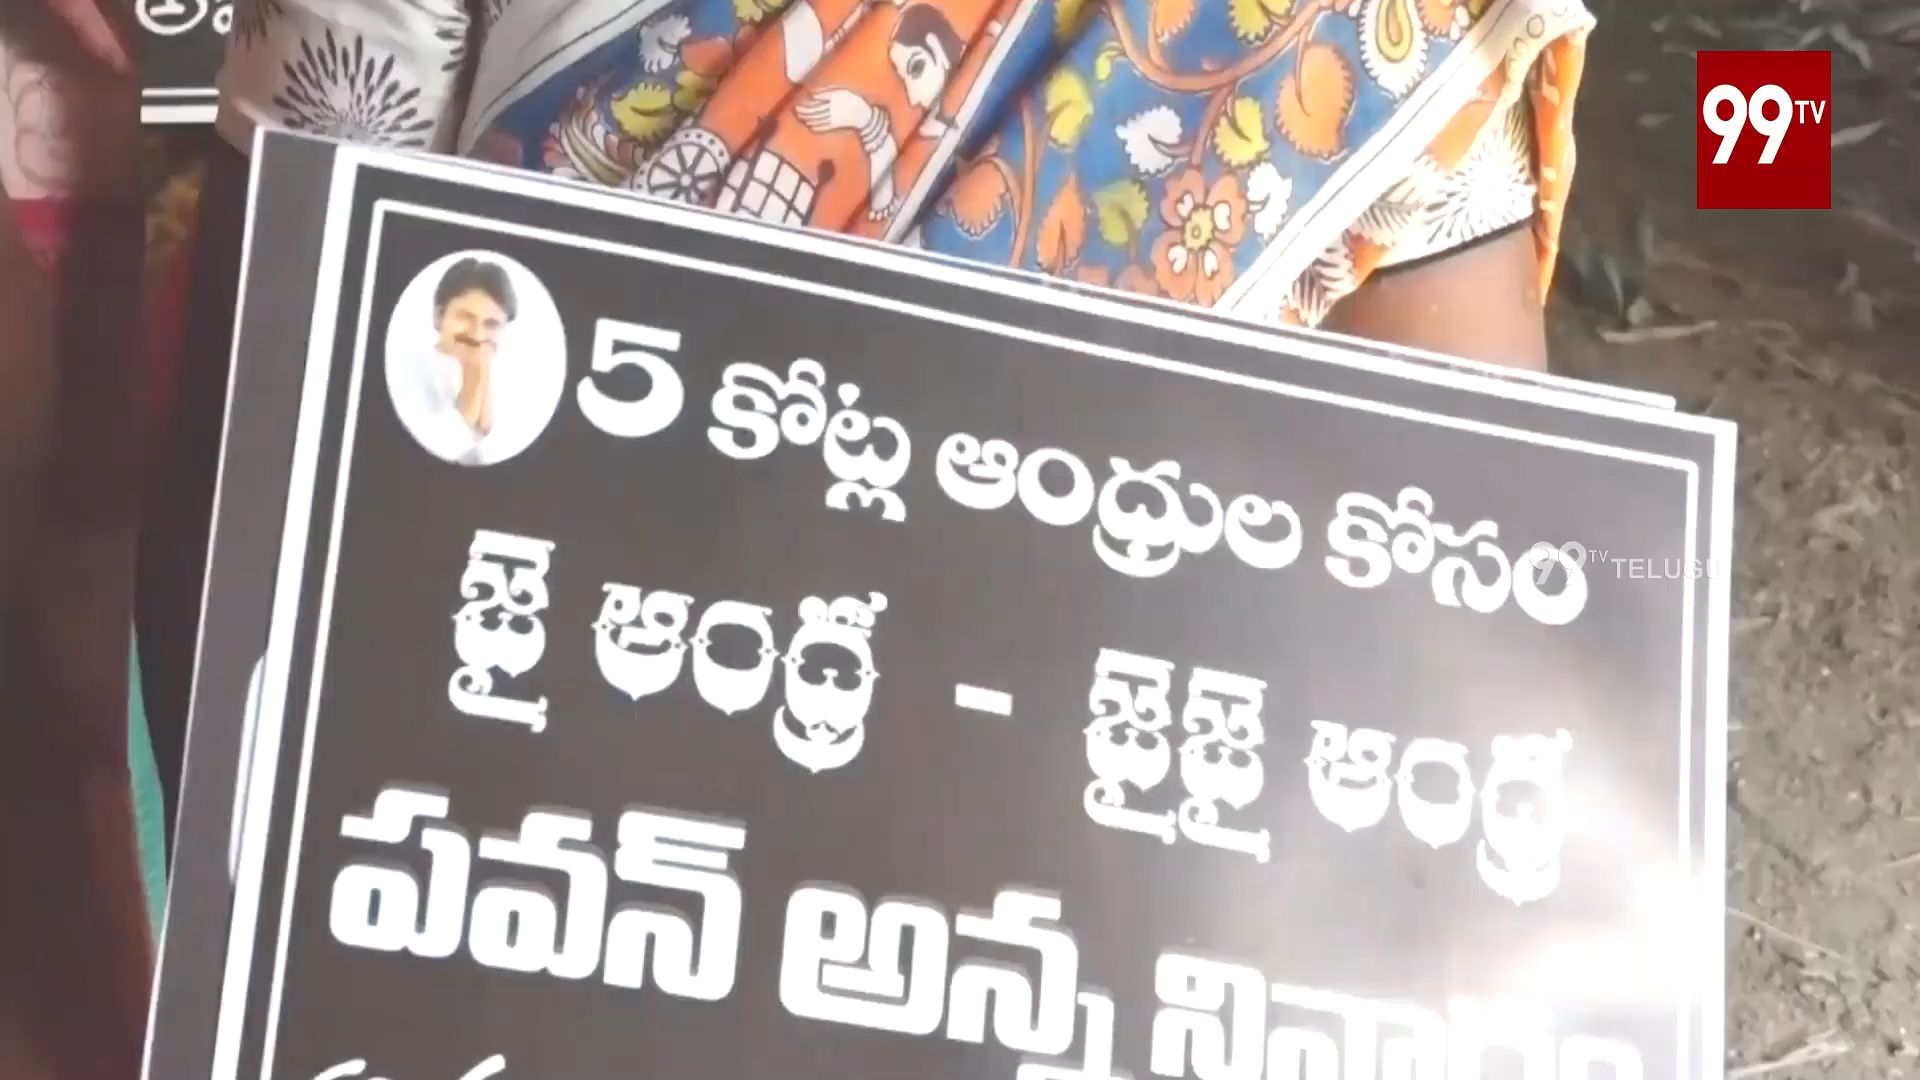 99TV
5 కోట్ల ఆంధ్రుల కోసం
99TV TELUGU
జై ఆంధ్ర - జైజై ఆంధ్ర
పవన్ అన్న నినాదం